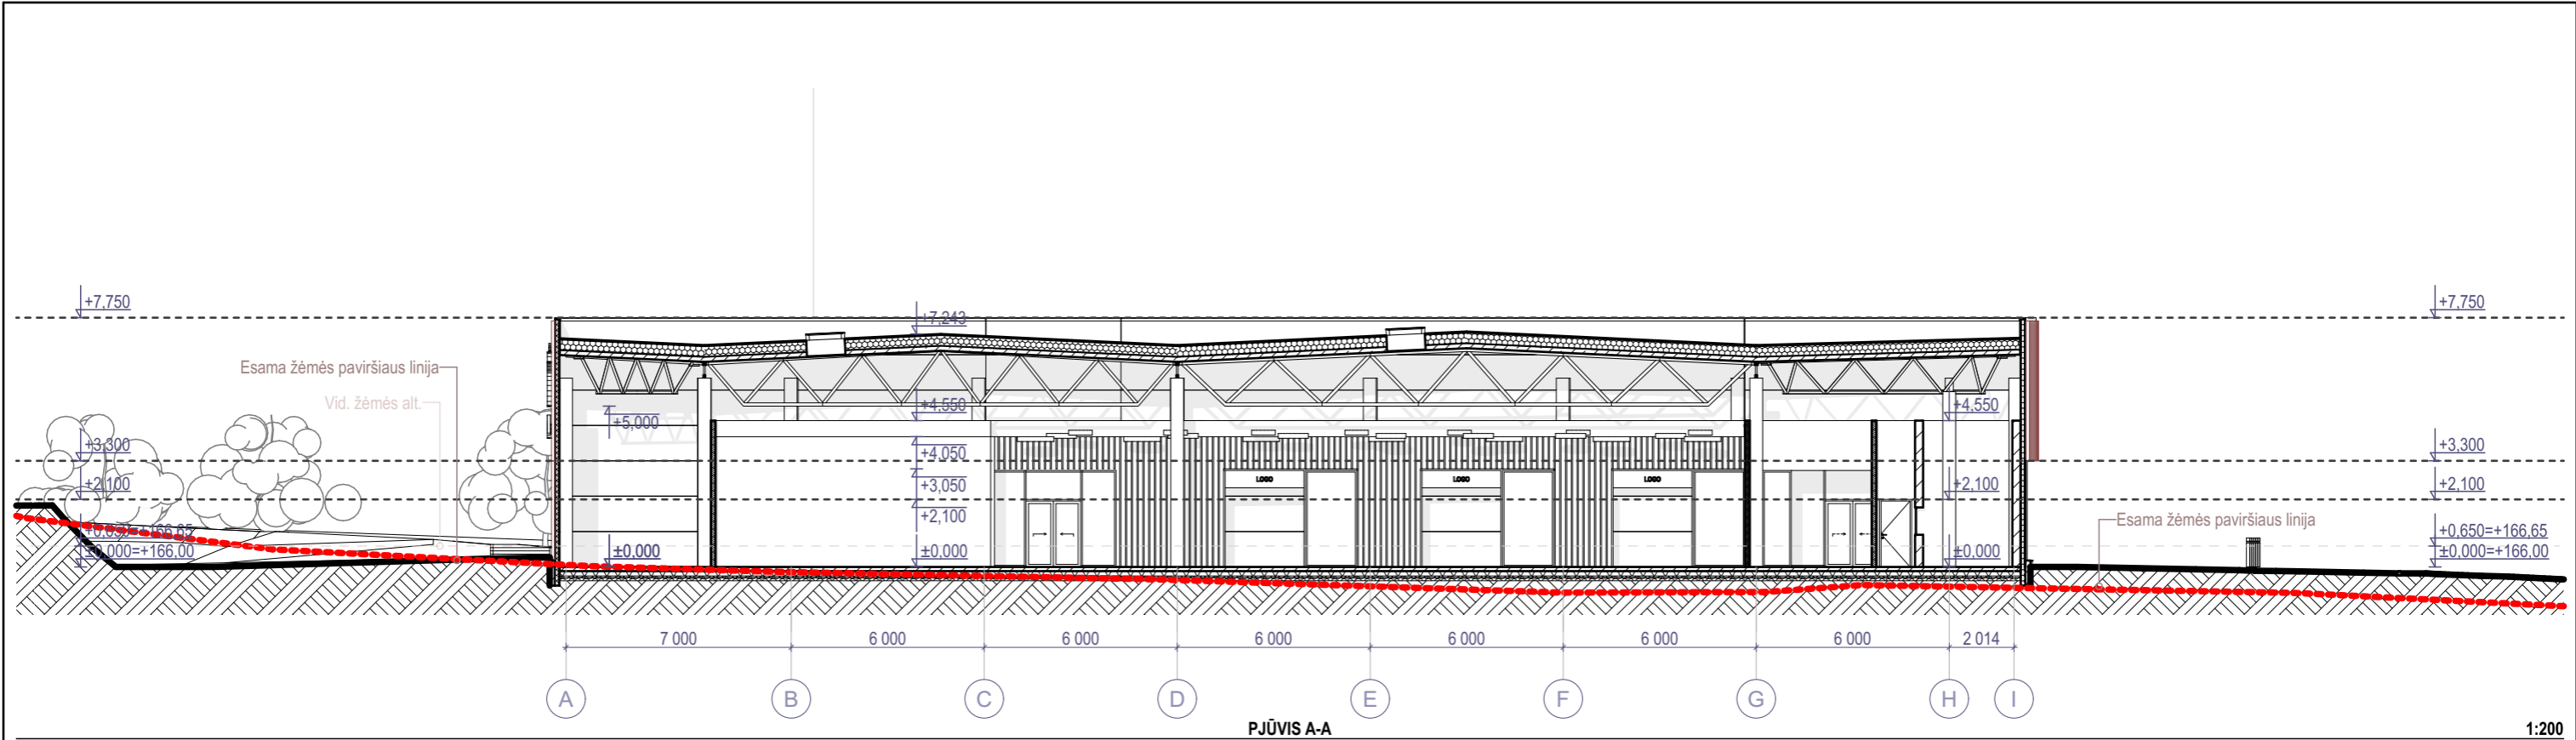 +7,750
+7,243
+7,750
Esama žėmės paviršiaus linija
Vid. žėmės alt.
+5,000
+4,550
+4,550
+3,300
+4,050
+3,300
+2,100
+3,050
LOGO
LOGO
LOGO
+2,100
+2,100
+2,100
Esama žėmės paviršiaus linija
+0,650=+166,65
+0,650=+166,65
±0,000=+166,00
±0,000
±0,000
±0,000
±0,000=+166,00
7 000
6 000
6 000
6 000
6 000
6 000
6 000
2 014
A
B
C
D
E
F
G
H
I
PJŪVIS A-A
1:200